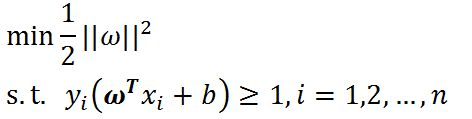 min 1/2 ||ω||²
s.t. yᵢ(ωᵀxᵢ + b) ≥ 1, i = 1,2, …, n